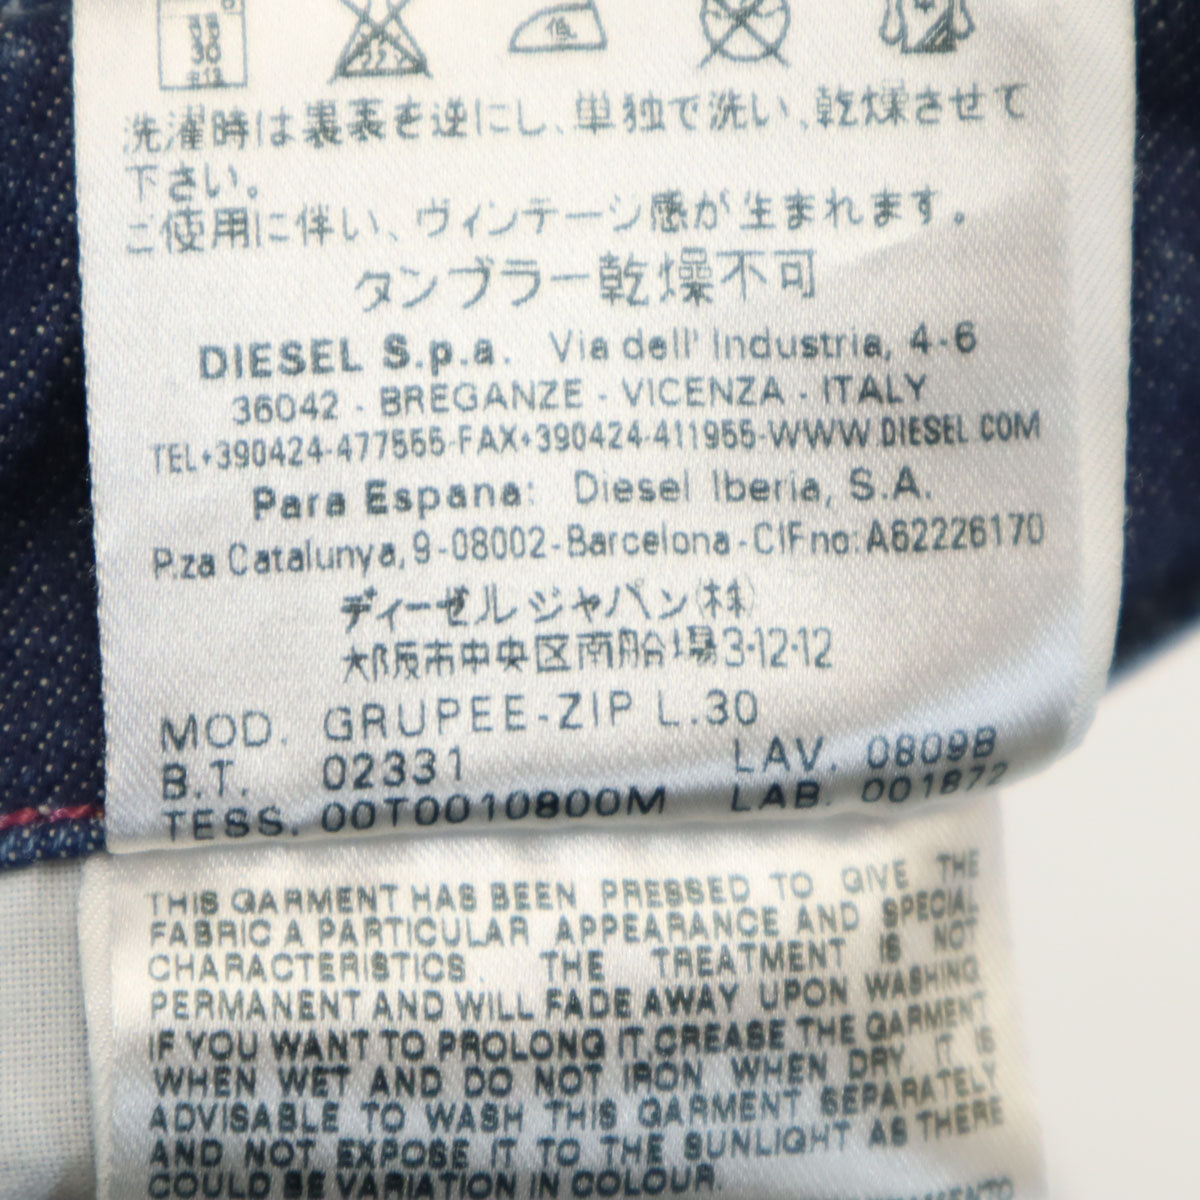 低
洗濯時は裏表を逆にし、単独で洗い、乾燥させて
下さい。
ご使用に伴い、ヴィンテージ感が生まれます。
タンブラー乾燥不可
DIESEL S.p.a. Via dell' Industria, 4-6
36042 - BREGANZE - VICENZA - ITALY
TEL+390424-477555-FAX+390424-411955-WWW.DIESEL.COM
Para Espana: Diesel Iberia, S.A.
P.za Catalunya, 9-08002-Barcelona-CIF no: A62226170
ディーゼルジャパン(株)
大阪市中央区南船場3-12-12
MOD. GRUPEE-ZIP L.30
B.T. 02331 LAV. 0809B
TESS. 00T0010800M LAB. 001872
THIS GARMENT HAS BEEN PRESSED TO GIVE THE
FABRIC A PARTICULAR APPEARANCE AND SPECIAL
CHARACTERISTICS. THE TREATMENT IS NOT
PERMANENT AND WILL FADE AWAY UPON WASHING.
IF YOU WANT TO PROLONG IT,CREASE THE GARMENT
WHEN WET AND DO NOT IRON WHEN DRY, IT IS
ADVISABLE TO WASH THIS GARMENT SEPARATELY
AND NOT EXPOSE IT TO THE SUNLIGHT AS THERE
COULD BE VARIATION IN COLOUR.